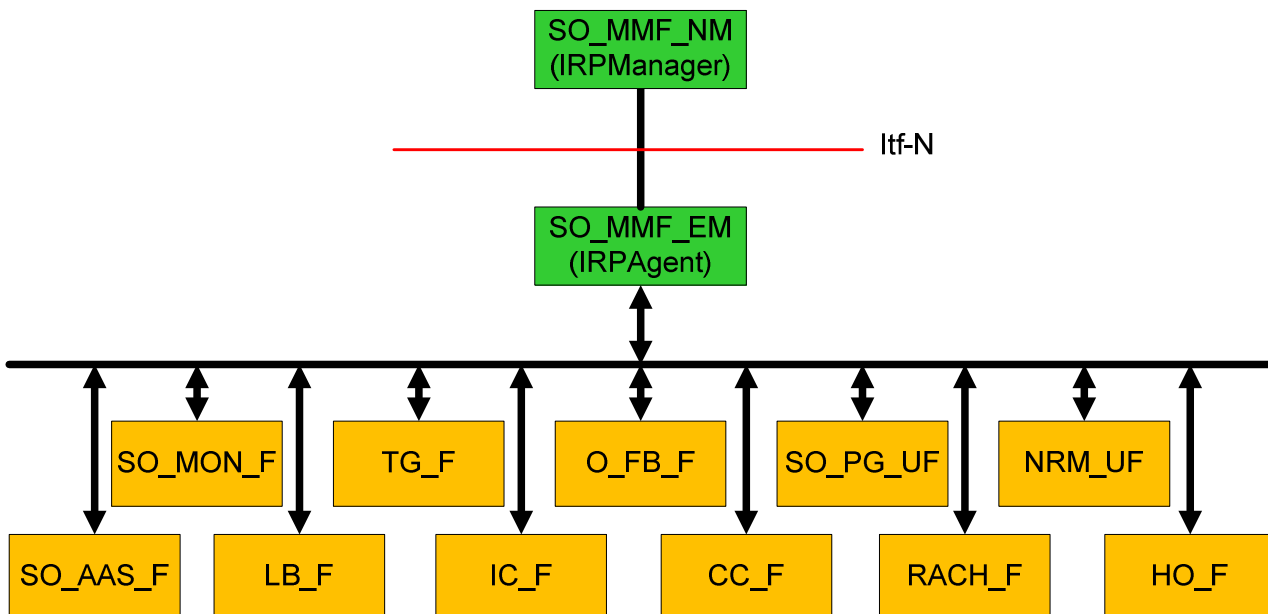 SO_MMF_NM
(IRPManager)
Itf-N
SO_MMF_EM
(IRPAgent)
SO_MON_F
TG_F
O_FB_F
SO_PG_UF
NRM_UF
SO_AAS_F
LB_F
IC_F
CC_F
RACH_F
HO_F